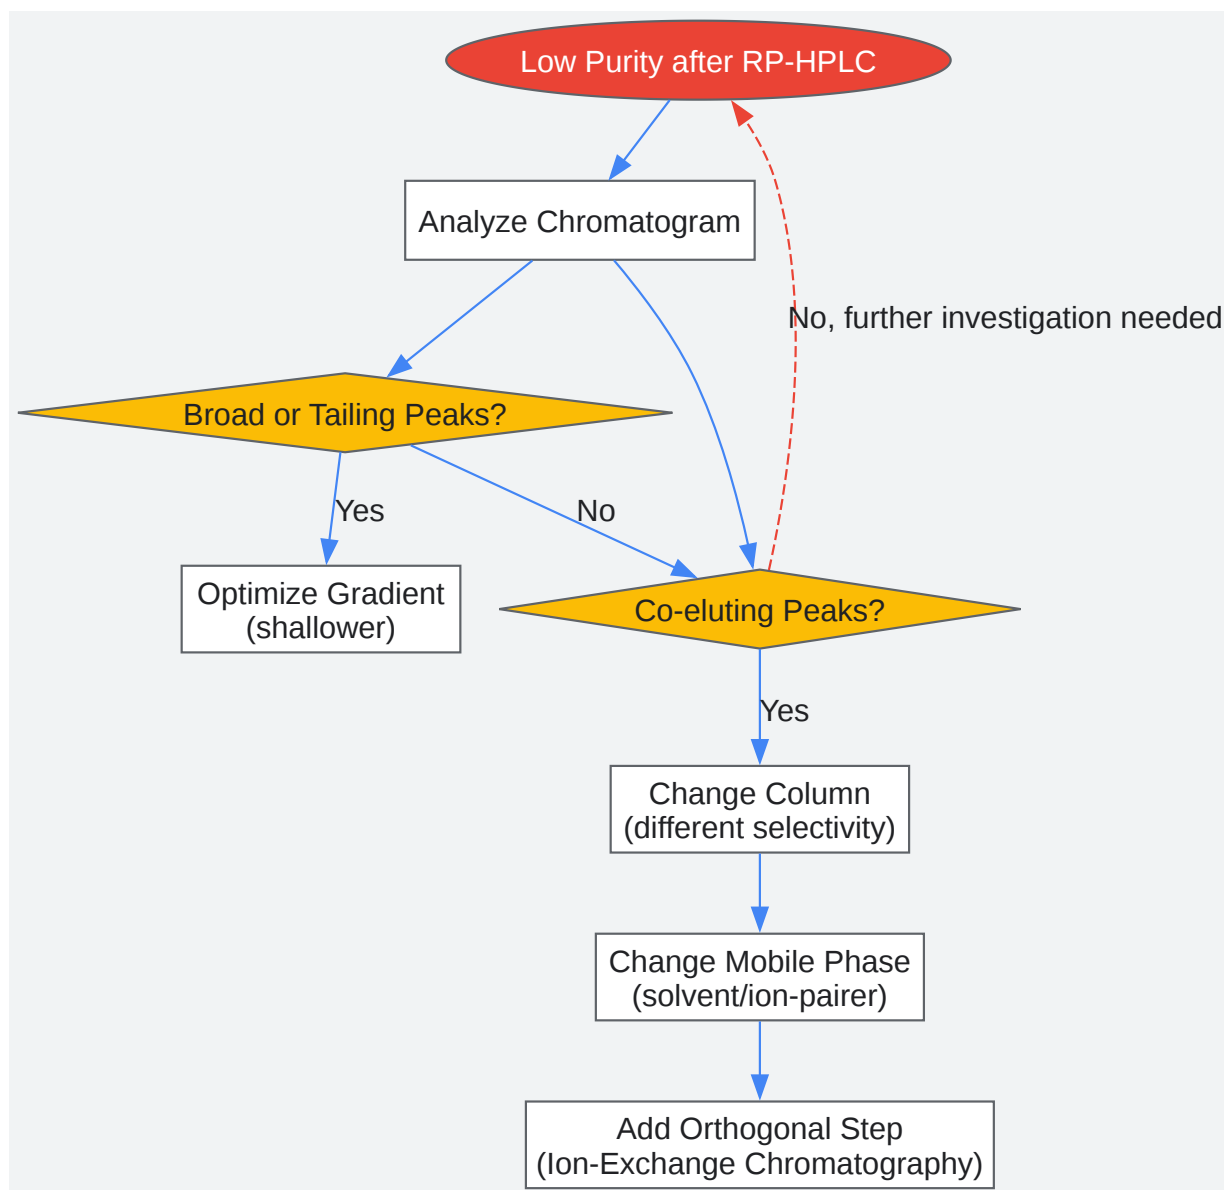 Low Purity after RP-HPLC
Analyze Chromatogram
No, further investigation needed
Broad or Tailing Peaks?
Yes
No
Optimize Gradient
(shallower)
Co-eluting Peaks?
Yes
Change Column
(different selectivity)
Change Mobile Phase
(solvent/ion-pairer)
Add Orthogonal Step
(Ion-Exchange Chromatography)